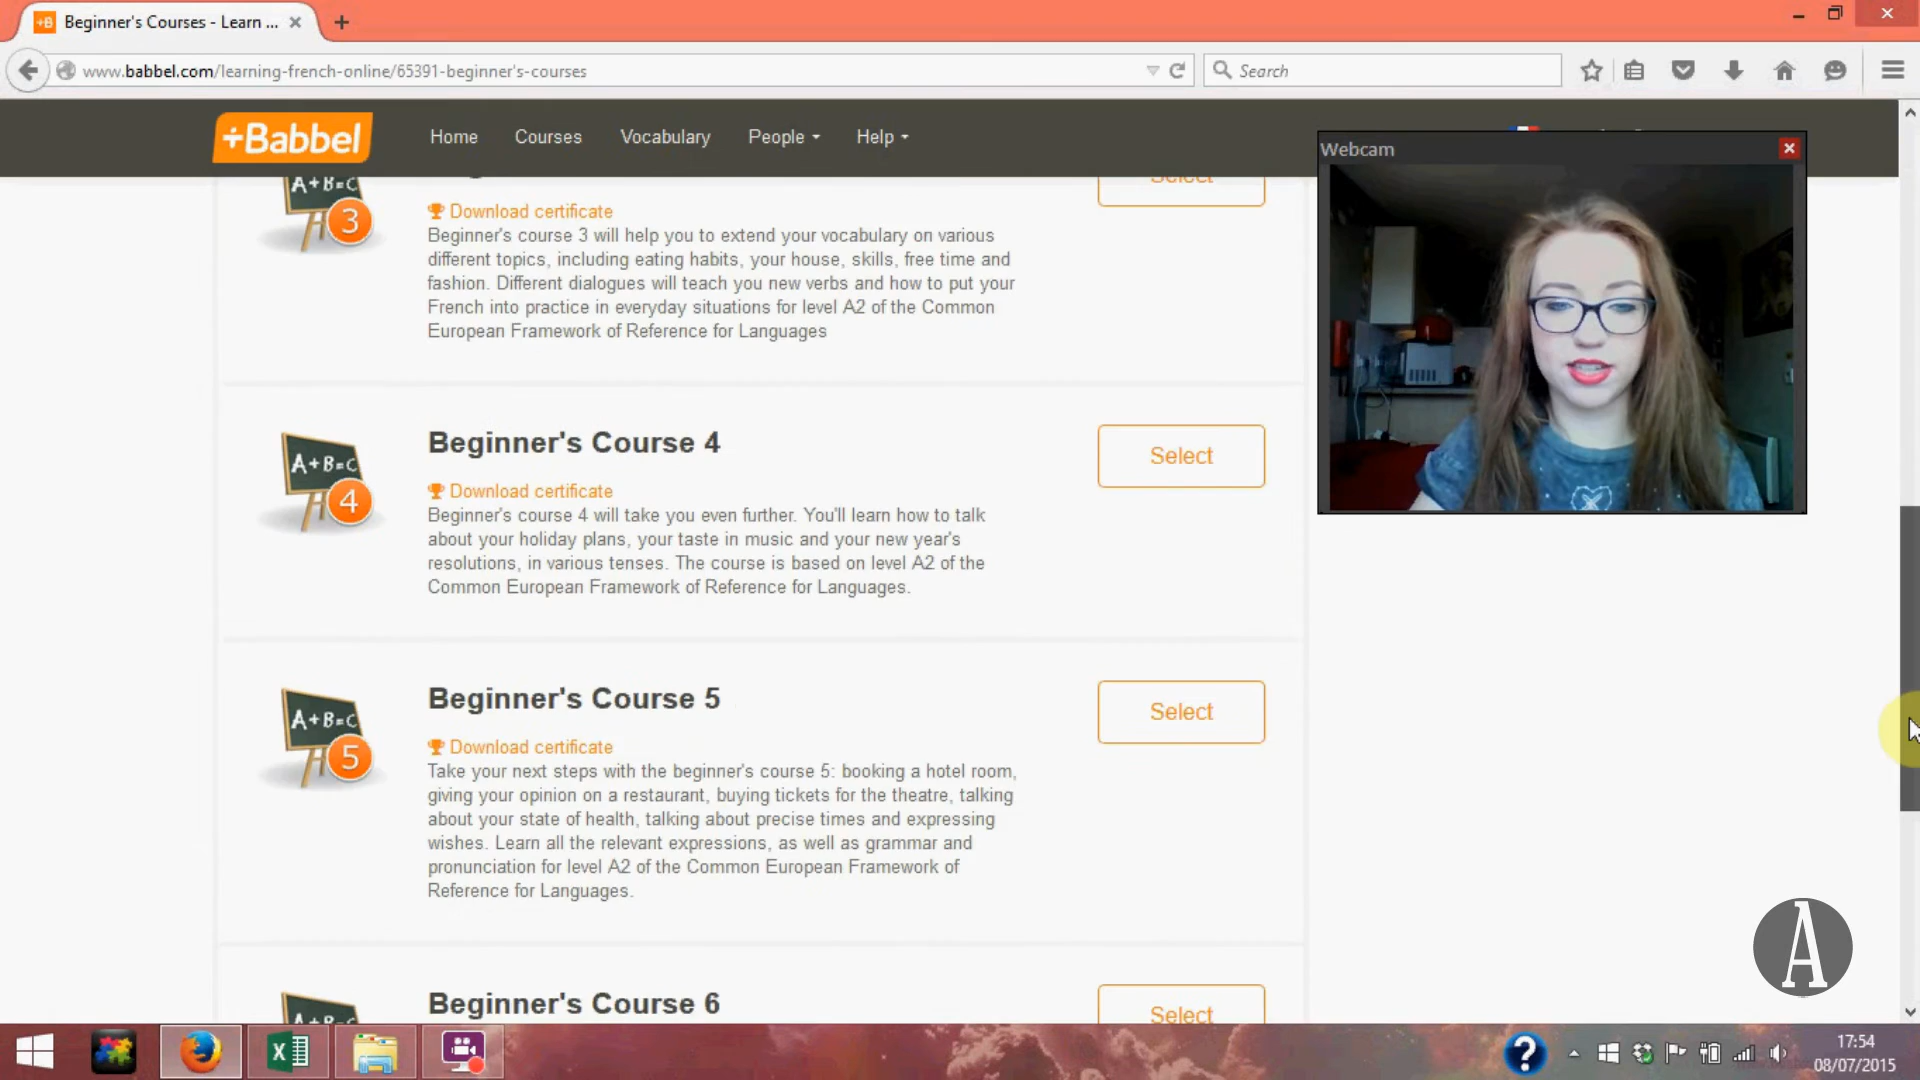 Beginner's Courses - Learn ...
www.babbel.com/learning-french-online/65391-beginner's-courses
Search
+Babbel
Home
Courses
Vocabulary
People
Help
Webcam
Select
A+B=C
3
Download certificate
Beginner's course 3 will help you to extend your vocabulary on various
different topics, including eating habits, your house, skills, free time and
fashion. Different dialogues will teach you new verbs and how to put your
French into practice in everyday situations for level A2 of the Common
European Framework of Reference for Languages
A+B=C
4
Beginner's Course 4
Select
Download certificate
Beginner's course 4 will take you even further. You'll learn how to talk
about your holiday plans, your taste in music and your new year's
resolutions, in various tenses. The course is based on level A2 of the
Common European Framework of Reference for Languages.
A+B=C
5
Beginner's Course 5
Select
Download certificate
Take your next steps with the beginner's course 5: booking a hotel room,
giving your opinion on a restaurant, buying tickets for the theatre, talking
about your state of health, talking about precise times and expressing
wishes. Learn all the relevant expressions, as well as grammar and
pronunciation for level A2 of the Common European Framework of
Reference for Languages.
A+B=C
Beginner's Course 6
Select
A
17:54
08/07/2015